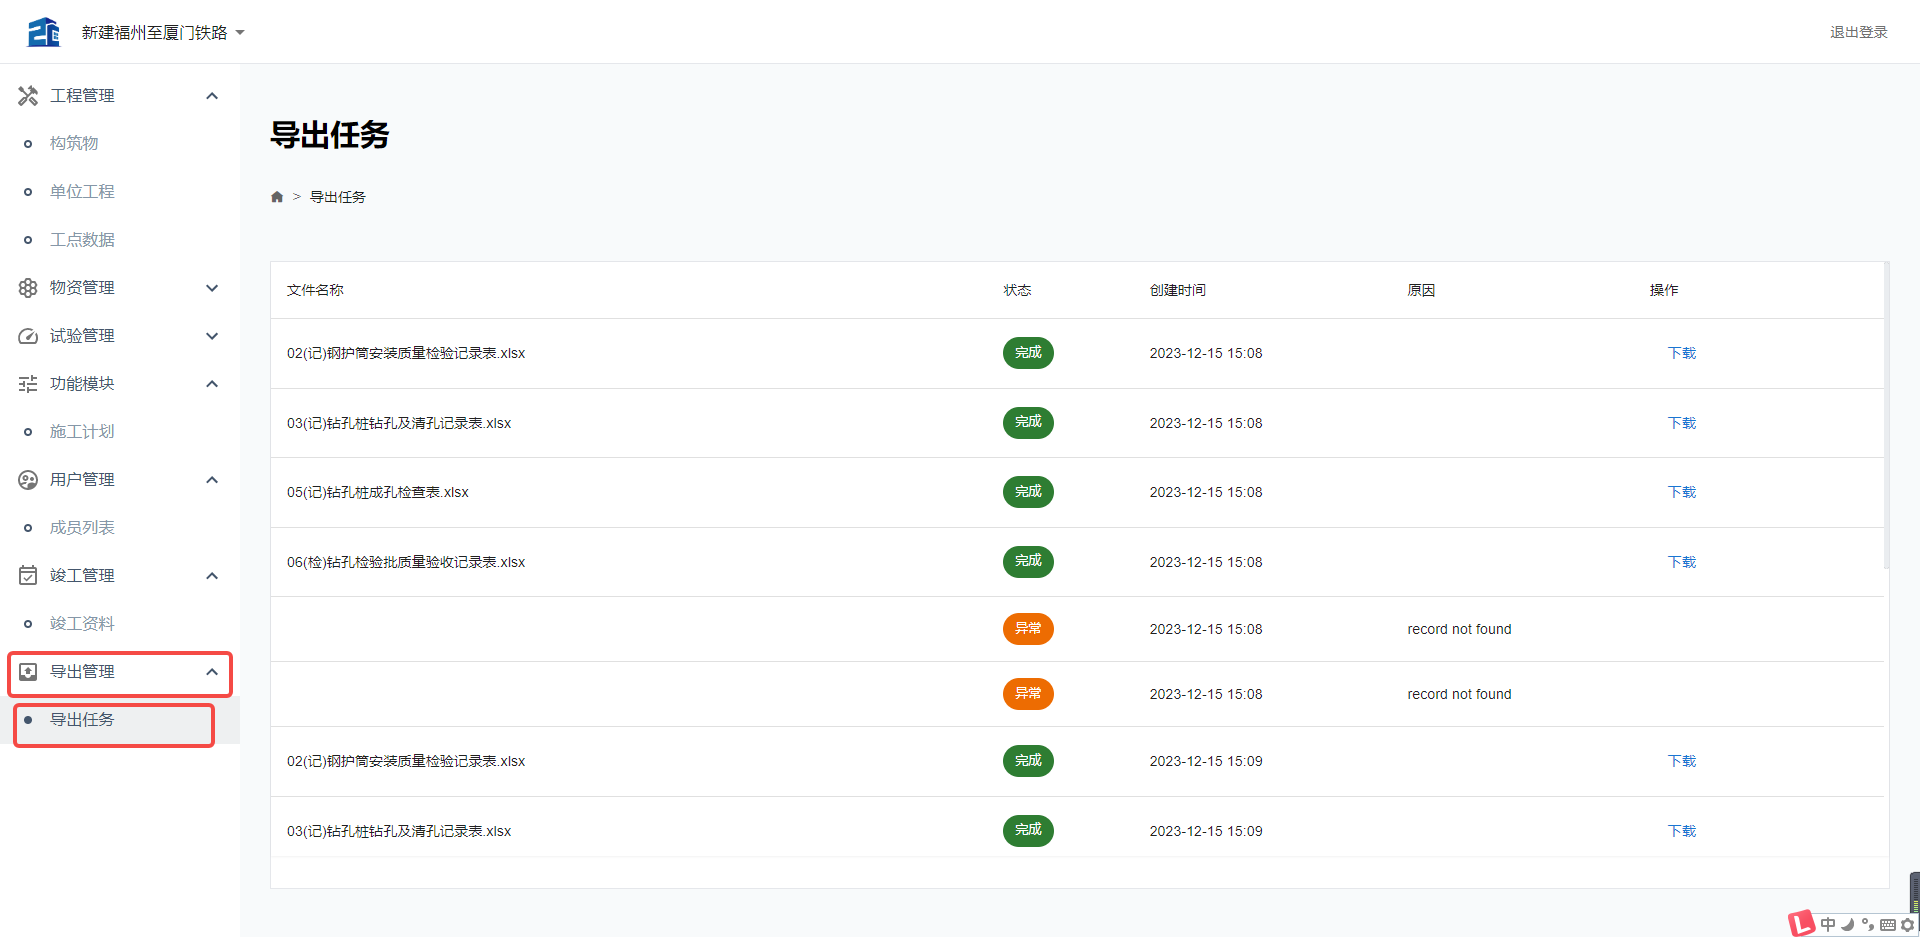 新建福州至厦门铁路
退出登录
工程管理
构筑物
单位工程
工点数据
物资管理
试验管理
功能模块
施工计划
用户管理
成员列表
竣工管理
竣工资料
导出管理
导出任务
导出任务
> 导出任务
文件名称 状态 创建时间 原因 操作
02(记)钢护筒安装质量检验记录表.xlsx 完成 2023-12-15 15:08 下载
03(记)钻孔桩钻孔及清孔记录表.xlsx 完成 2023-12-15 15:08 下载
05(记)钻孔桩成孔检查表.xlsx 完成 2023-12-15 15:08 下载
06(检)钻孔检验批质量验收记录表.xlsx 完成 2023-12-15 15:08 下载
异常 2023-12-15 15:08 record not found
异常 2023-12-15 15:08 record not found
02(记)钢护筒安装质量检验记录表.xlsx 完成 2023-12-15 15:09 下载
03(记)钻孔桩钻孔及清孔记录表.xlsx 完成 2023-12-15 15:09 下载
L 中